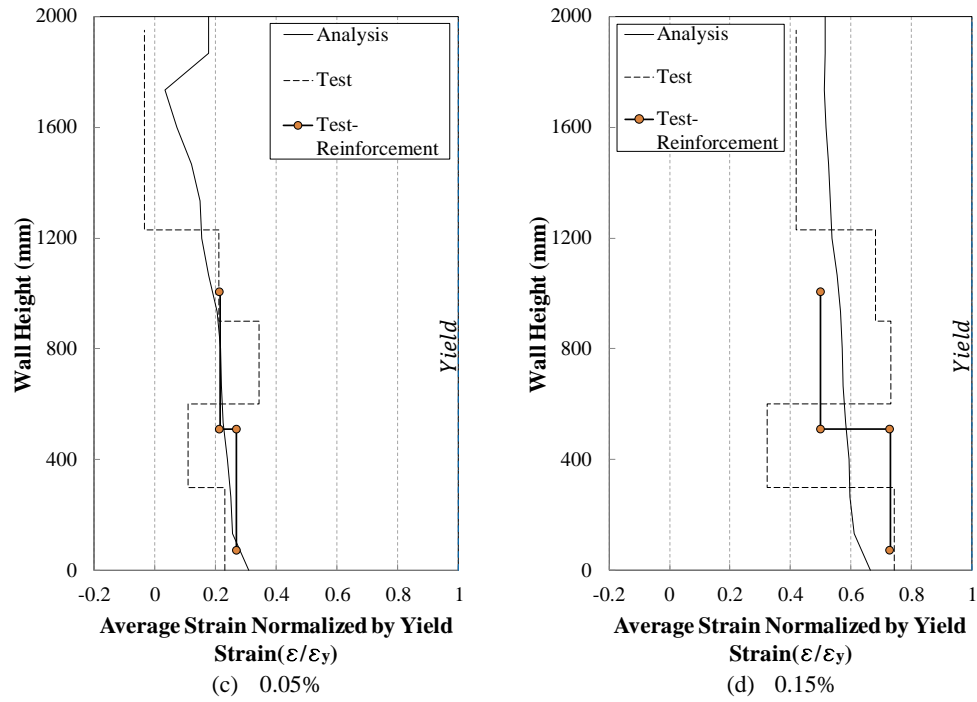 2000
1600
1200
800
400
0
Wall Height (mm)
Analysis
Test
Test-
Reinforcement
Yield
-0.2 0 0.2 0.4 0.6 0.8 1
Average Strain Normalized by Yield
Strain(ε/εy)
(c) 0.05%
2000
1600
1200
800
400
0
Wall Height (mm)
Analysis
Test
Test-
Reinforcement
Yield
-0.2 0 0.2 0.4 0.6 0.8 1
Average Strain Normalized by Yield
Strain(ε/εy)
(d) 0.15%